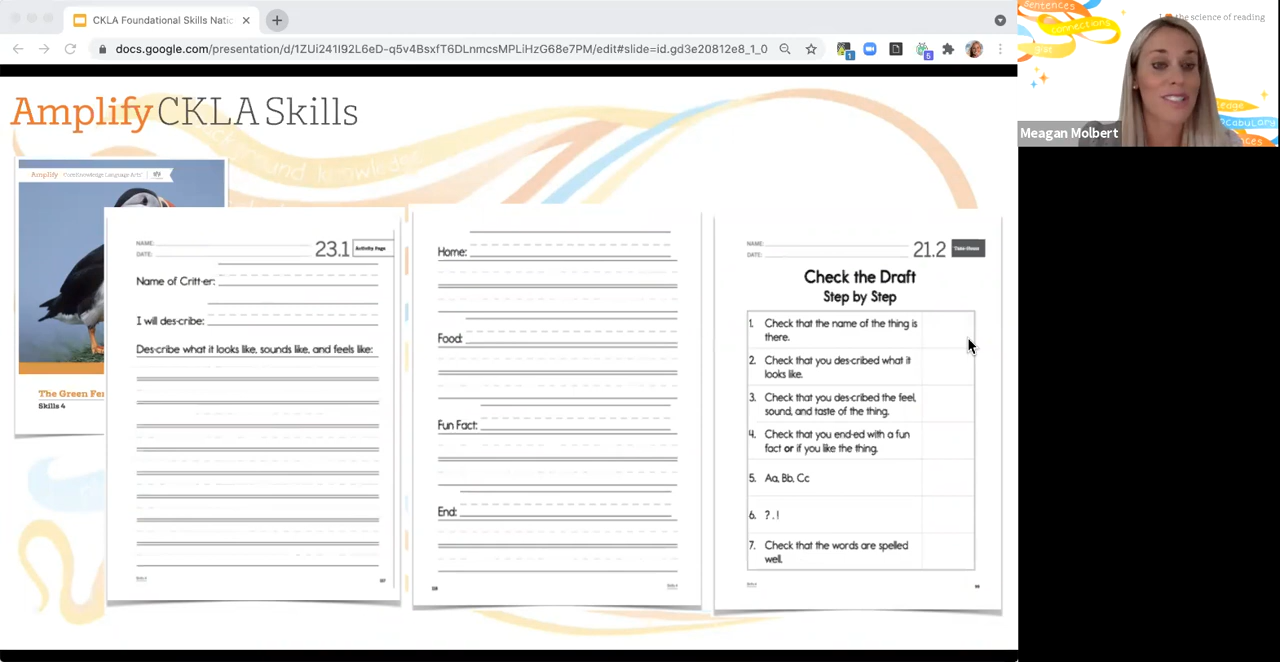 CKLA Foundational Skills Natio
docs.google.com/presentation/d/1ZUi241I92L6eD-q5v4BsxfT6DLnmcsMPLiHzG68e7PM/edit#slide=id.gd3e20812e8_1_0
1
5
Sentences
connections
the science of reading
Meagan Molbert
Amplify CKLA Skills
background knowledge
Amplify
The Green Fe
Skills 4
NAME:
DATE:
23.1 Activity Page
Name of Crit·ter:
I will des·cribe:
Des·cribe what it looks like, sounds like, and feels like:
Home:
Food:
Fun Fact:
End:
NAME:
DATE:
21.2 Take-Home
Check the Draft
Step by Step
1. Check that the name of the thing is
there.
2. Check that you des·cribed what it
looks like.
3. Check that you des·cribed the feel,
sound, and taste of the thing.
4. Check that you end·ed with a fun
fact or if you like the thing.
5. Aa, Bb, Cc
6. ? . !
7. Check that the words are spelled
well.